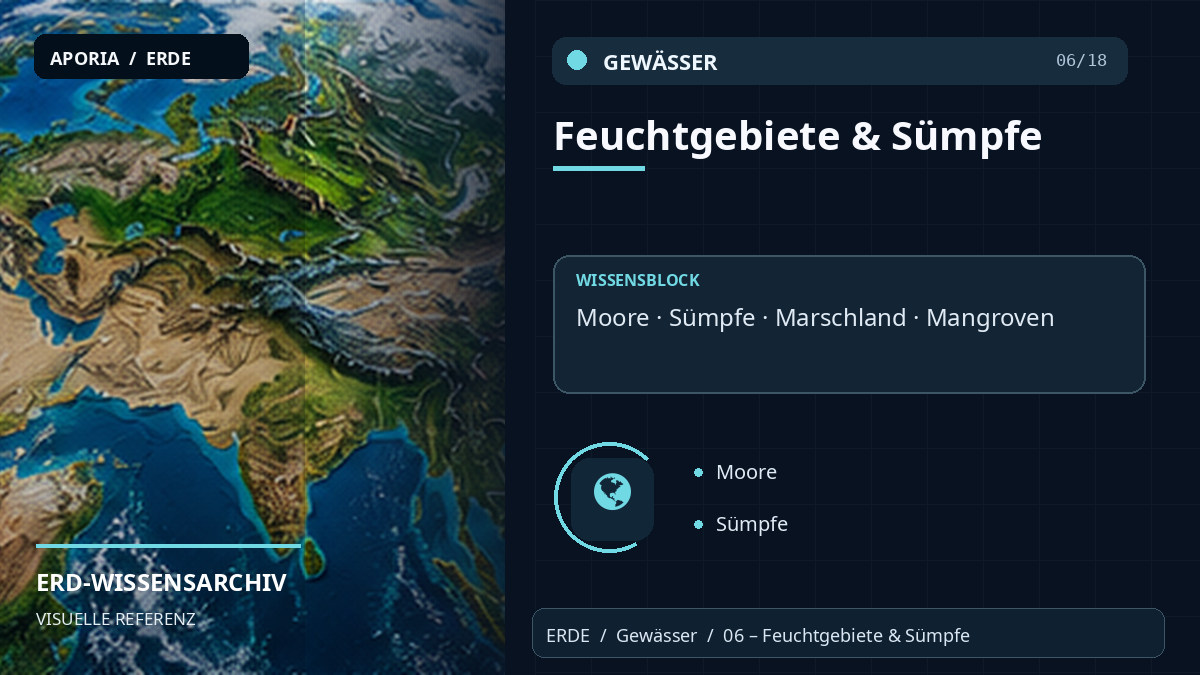 APORIA / ERDE
ERD-WISSENSARCHIV
VISUELLE REFERENZ
GEWÄSSER
06/18
Feuchtgebiete & Sümpfe
WISSENSBLOCK
Moore · Sümpfe · Marschland · Mangroven
Moore
Sümpfe
ERDE / Gewässer / 06 – Feuchtgebiete & Sümpfe